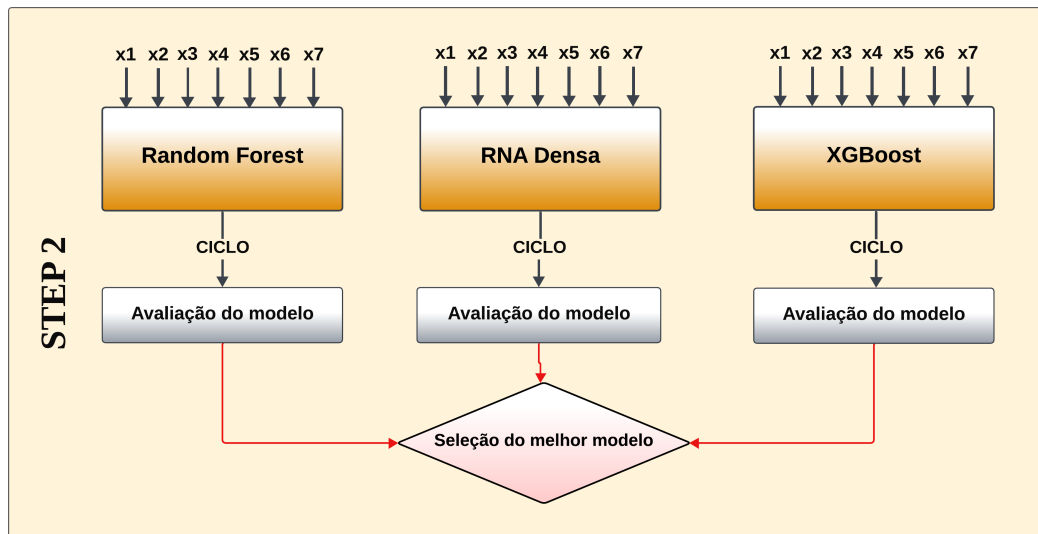 x1 x2 x3 x4 x5 x6 x7
x1 x2 x3 x4 x5 x6 x7
x1 x2 x3 x4 x5 x6 x7
Random Forest
RNA Densa
XGBoost
CICLO
CICLO
CICLO
STEP 2
Avaliação do modelo
Avaliação do modelo
Avaliação do modelo
Seleção do melhor modelo